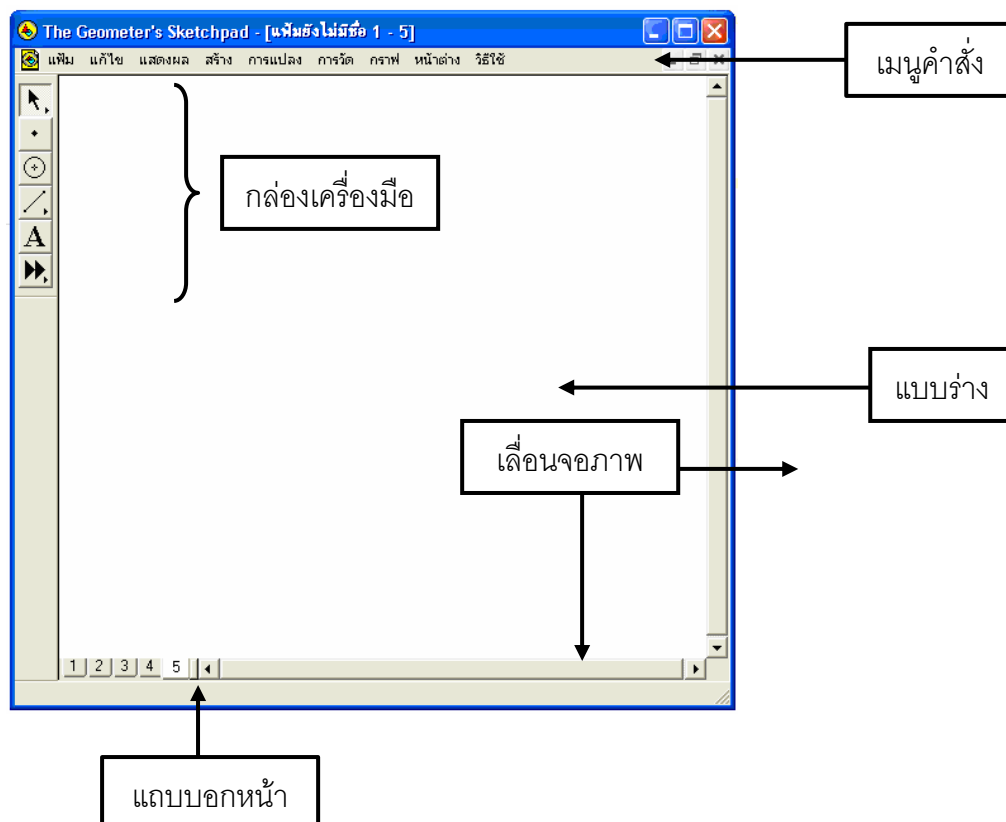 The Geometer's Sketchpad - [แฟ้มยังไม่มีชื่อ 1 - 5]
แฟ้ม แก้ไข แสดงผล สร้าง การแปลง การวัด กราฟ หน้าต่าง วิธีใช้
เมนูคำสั่ง
กล่องเครื่องมือ
A
แบบร่าง
เลื่อนจอภาพ
1 2 3 4 5
แถบบอกหน้า